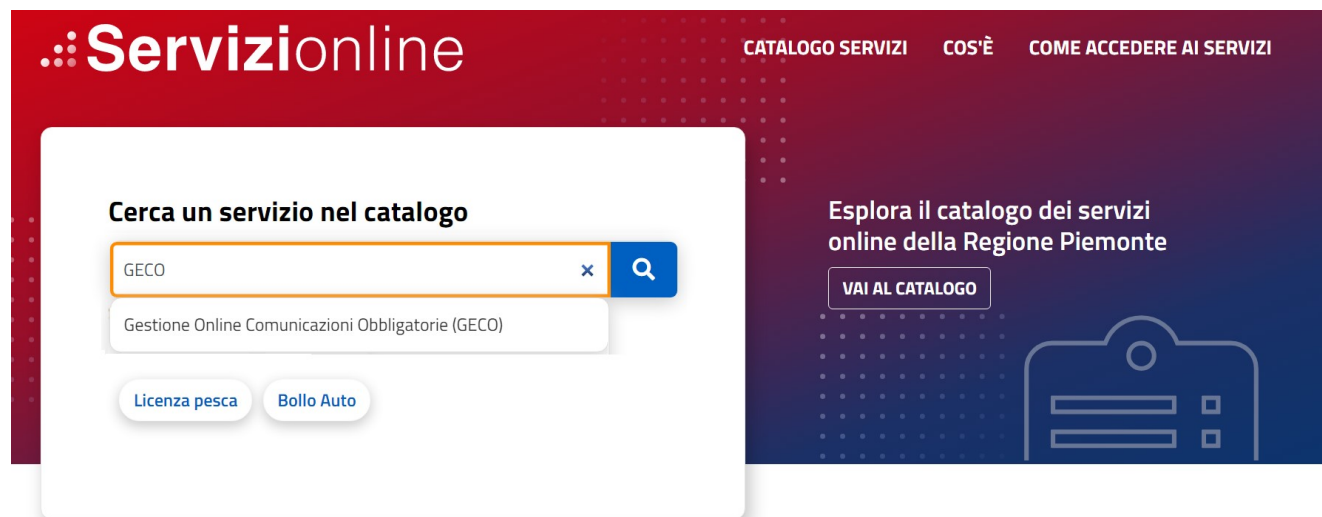 Servizionline
CATALOGO SERVIZI COS'È COME ACCEDERE AI SERVIZI
Cerca un servizio nel catalogo
GECO
Gestione Online Comunicazioni Obbligatorie (GECO)
Licenza pesca Bollo Auto
Esplora il catalogo dei servizi
online della Regione Piemonte
VAI AL CATALOGO